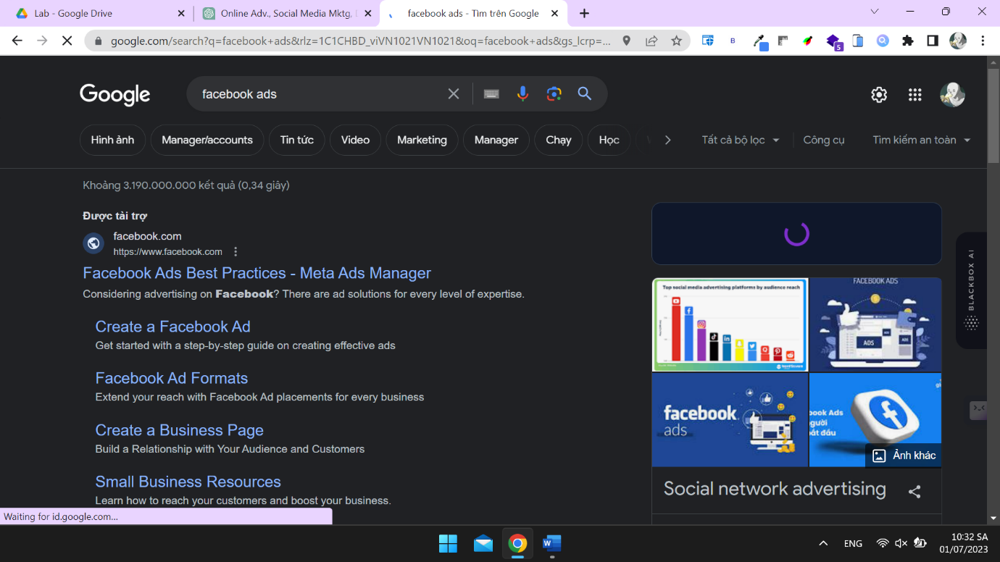 Lab - Google Drive
Online Adv., Social Media Mktg,
facebook ads - Tìm trên Google
google.com/search?q=facebook+ads&rlz=1C1CHBD_viVN1021VN1021&oq=facebook+ads&gs_lcrp=...
B
5
Google
facebook ads
Hình ảnh
Manager/accounts
Tin tức
Video
Marketing
Manager
Chạy
Học
Tất cả bộ lọc
Công cụ
Tìm kiếm an toàn
Khoảng 3.190.000.000 kết quả (0,34 giây)
Được tài trợ
facebook.com
https://www.facebook.com
Facebook Ads Best Practices - Meta Ads Manager
Considering advertising on Facebook? There are ad solutions for every level of expertise.
Create a Facebook Ad
Get started with a step-by-step guide on creating effective ads
Facebook Ad Formats
Extend your reach with Facebook Ad placements for every business
Create a Business Page
Build a Relationship with Your Audience and Customers
Small Business Resources
Learn how to reach your customers and boost your business.
Top social media advertising platforms by audience reach
FACEBOOK ADS
ADS
ADS
ADS
facebook
ads
book Ads
người
bắt đầu
Ảnh khác
Social network advertising
BLACKBOX AI
Waiting for id.google.com...
W
ENG
10:32 SA
01/07/2023